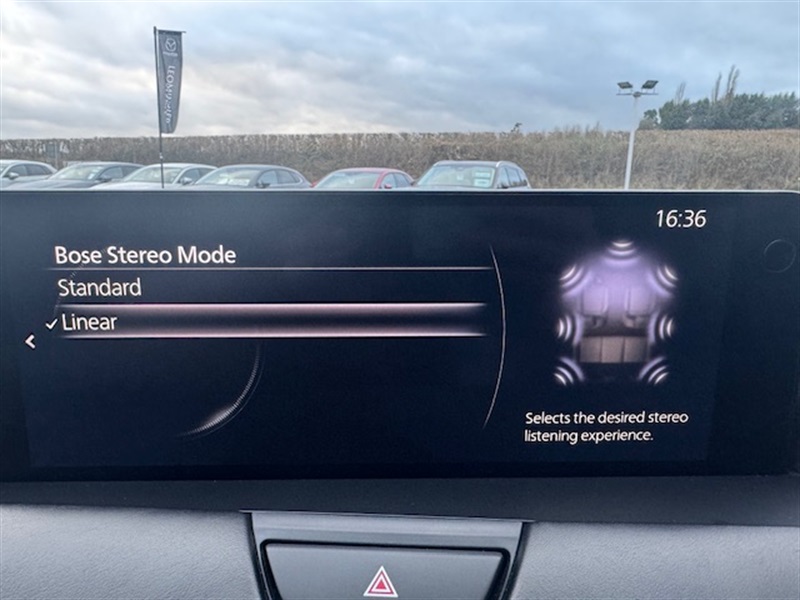 16:36
Bose Stereo Mode
Standard
Linear
Selects the desired stereo
listening experience.